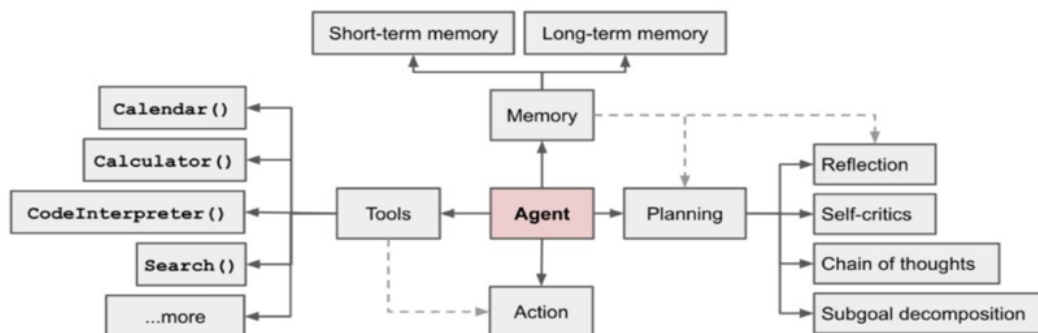 Short-term memory
Long-term memory
Calendar()
Memory
Calculator()
Reflection
CodeInterpreter()
Tools
Agent
Planning
Self-critics
Search()
Chain of thoughts
...more
Action
Subgoal decomposition